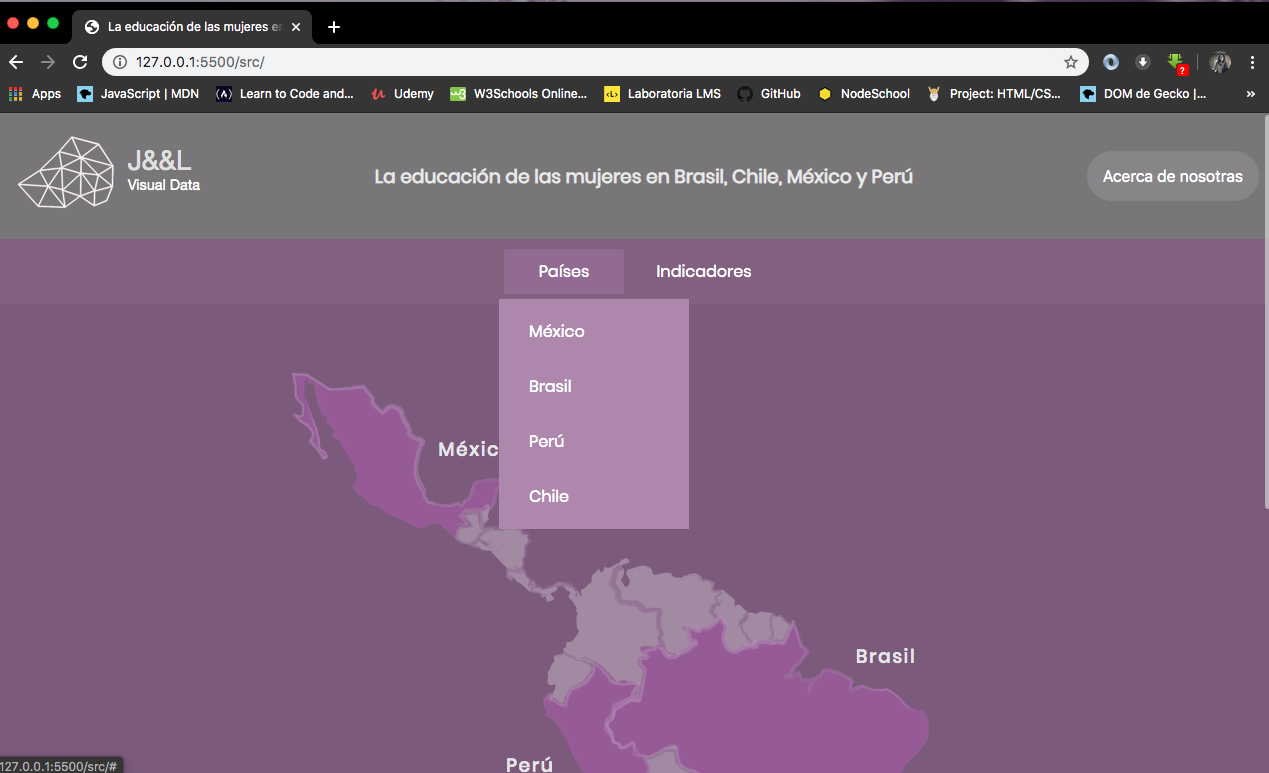 La educación de las mujeres en
127.0.0.1:5500/src/
Apps JavaScript | MDN Learn to Code and... Udemy W3Schools Online... Laboratoria LMS GitHub NodeSchool Project: HTML/CS... DOM de Gecko |... »
J&&L
Visual Data
La educación de las mujeres en Brasil, Chile, México y Perú
Acerca de nosotras
Países Indicadores
México
Brasil
Perú
Chile
Méxic
Brasil
Perú
127.0.0.1:5500/src/#